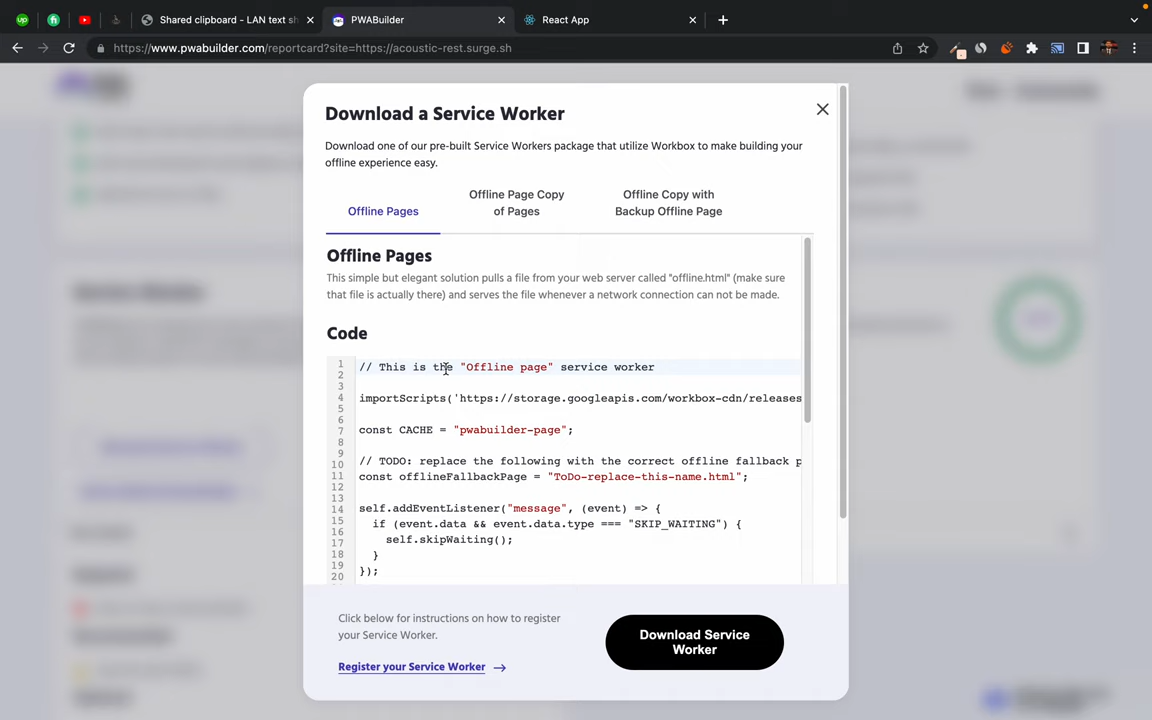 Shared clipboard - LAN text sh
PWABuilder
React App
https://www.pwabuilder.com/reportcard?site=https://acoustic-rest.surge.sh
Download a Service Worker
Download one of our pre-built Service Workers package that utilize Workbox to make building your
offline experience easy.
Offline Pages
Offline Page Copy
of Pages
Offline Copy with
Backup Offline Page
Offline Pages
This simple but elegant solution pulls a file from your web server called "offline.html" (make sure
that file is actually there) and serves the file whenever a network connection can not be made.
Code
1 // This is the "Offline page" service worker
2
3
4 importScripts('https://storage.googleapis.com/workbox-cdn/releases
5
6
7 const CACHE = "pwabuilder-page";
8
9
10 // TODO: replace the following with the correct offline fallback p
11 const offlineFallbackPage = "ToDo-replace-this-name.html";
12
13
14 self.addEventListener("message", (event) => {
15 if (event.data && event.data.type === "SKIP_WAITING") {
16
17 self.skipWaiting();
18 }
19 });
20
Click below for instructions on how to register
your Service Worker.
Register your Service Worker
Download Service
Worker